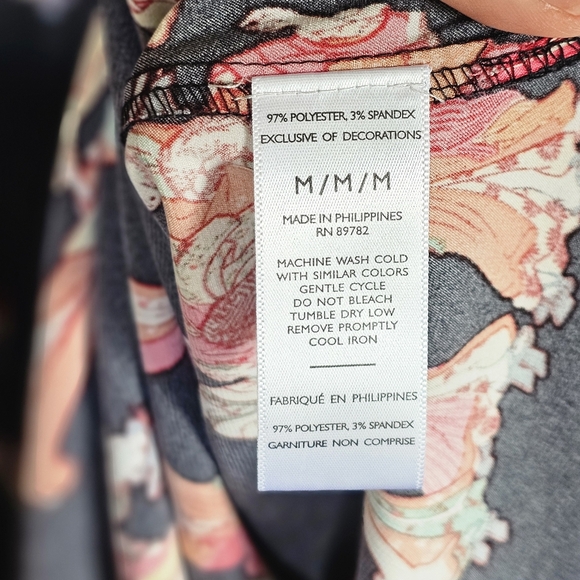 97% POLYESTER, 3% SPANDEX
EXCLUSIVE OF DECORATIONS
M/M/M
MADE IN PHILIPPINES
RN 89782
MACHINE WASH COLD
WITH SIMILAR COLORS
GENTLE CYCLE
DO NOT BLEACH
TUMBLE DRY LOW
REMOVE PROMPTLY
COOL IRON
FABRIQUÉ EN PHILIPPINES
97% POLYESTER, 3% SPANDEX
GARNITURE NON COMPRISE